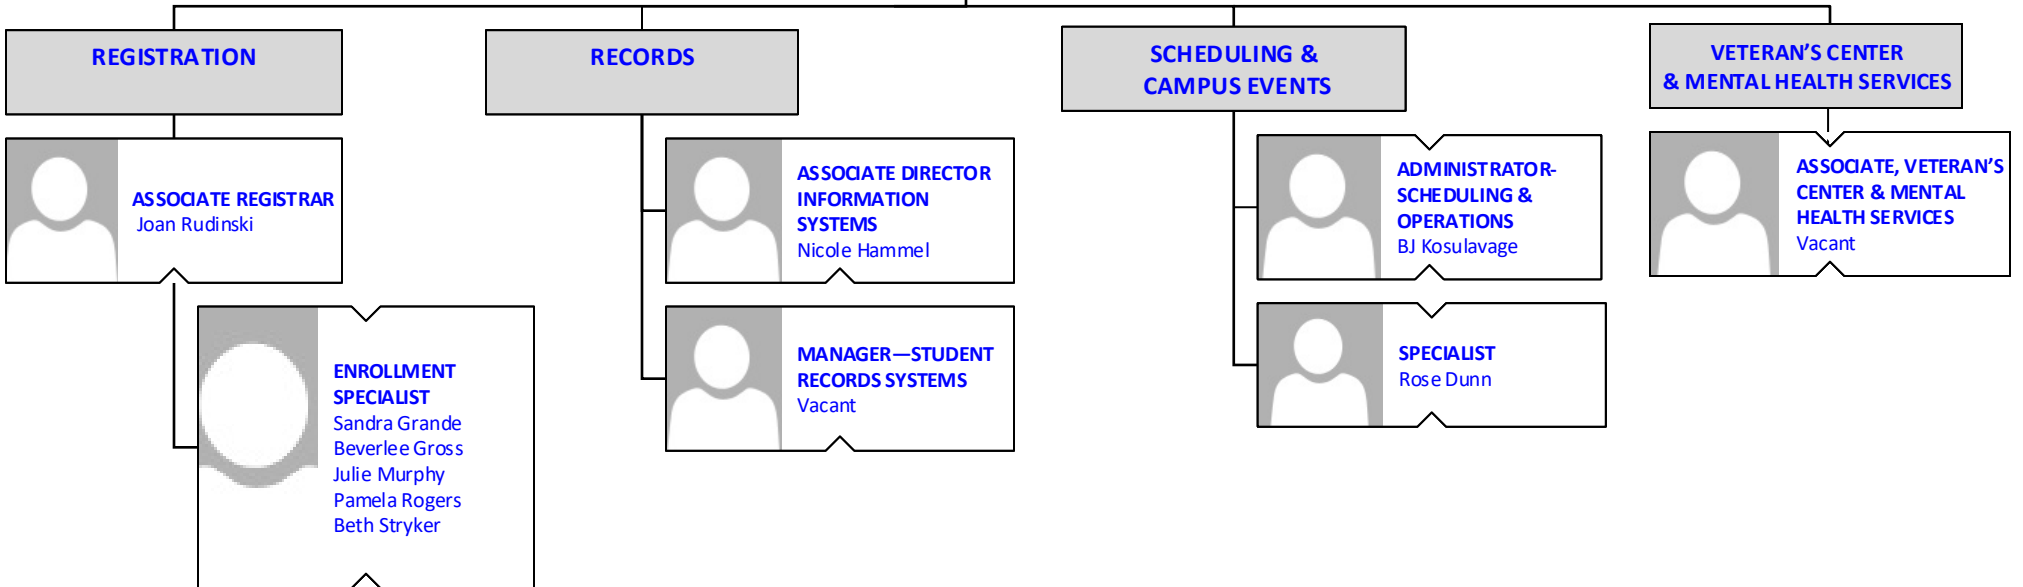 REGISTRATION
ASSOCIATE REGISTRAR
Joan Rudinski
ENROLLMENT
SPECIALIST
Sandra Grande
Beverlee Gross
Julie Murphy
Pamela Rogers
Beth Stryker
RECORDS
ASSOCIATE DIRECTOR
INFORMATION
SYSTEMS
Nicole Hammel
MANAGER—STUDENT
RECORDS SYSTEMS
Vacant
SCHEDULING &
CAMPUS EVENTS
ADMINISTRATOR-
SCHEDULING &
OPERATIONS
BJ Kosulavage
SPECIALIST
Rose Dunn
VETERAN’S CENTER
& MENTAL HEALTH SERVICES
ASSOCIATE, VETERAN’S
CENTER & MENTAL
HEALTH SERVICES
Vacant